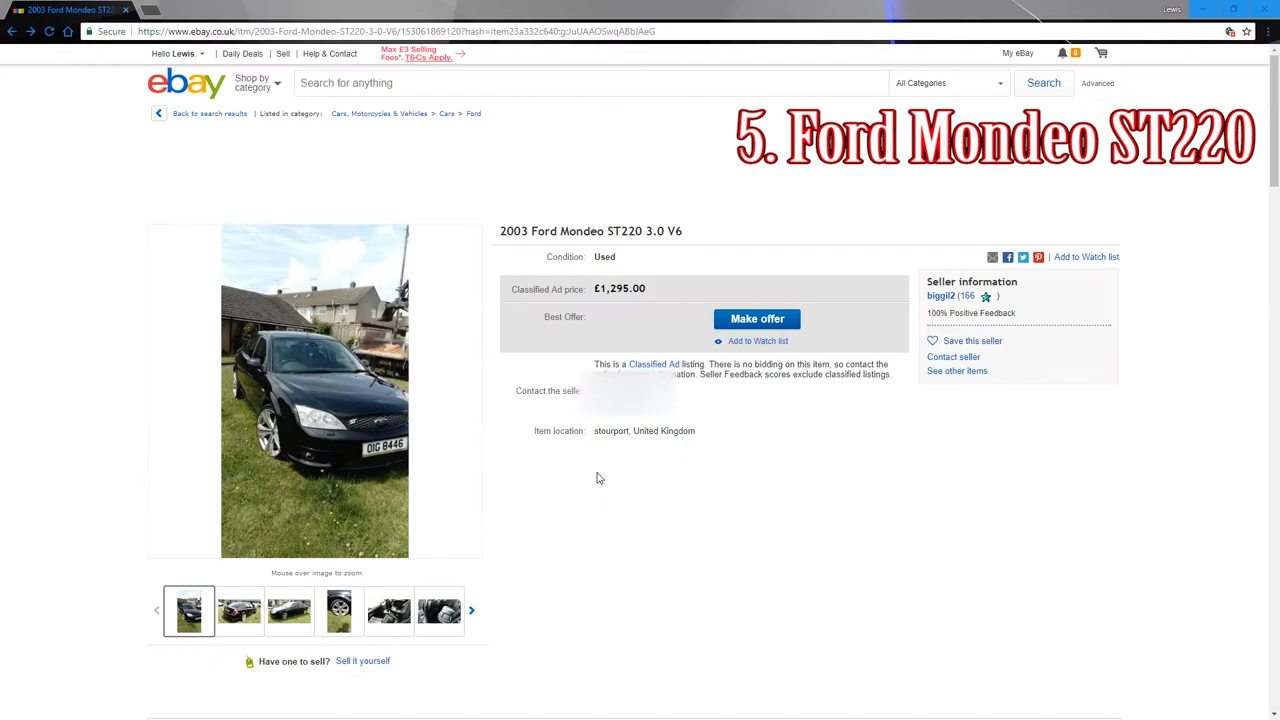 2003 Ford Mondeo ST22
Lewis
Secure
https://www.ebay.co.uk/itm/2003-Ford-Mondeo-ST220-3-0-V6/153061869120?hash=item23a332c640:g:JuUAAOSwqABbIAeG
Hello Lewis.
Daily Deals
Sell
Help & Contact
Max £3 Selling
Fees*. T&Cs Apply.
My eBay
6
ebay
Shop by
category
Search for anything
All Categories
Search
Advanced
Back to search results
Listed in category:
Cars, Motorcycles & Vehicles > Cars > Ford
5. Ford Mondeo ST220
2003 Ford Mondeo ST220 3.0 V6
Condition: Used
Add to Watch list
Classified Ad price: £1,295.00
Best Offer:
Make offer
Add to Watch list
This is a Classified Ad listing. There is no bidding on this item, so contact the
Seller Feedback scores exclude classified listings.
Contact the
Item location: stourport, United Kingdom
Seller information
biggil2 (166 )
100% Positive Feedback
Save this seller
Contact seller
See other items
OIG 8446
Mouse over image to zoom
Have one to sell? Sell it yourself